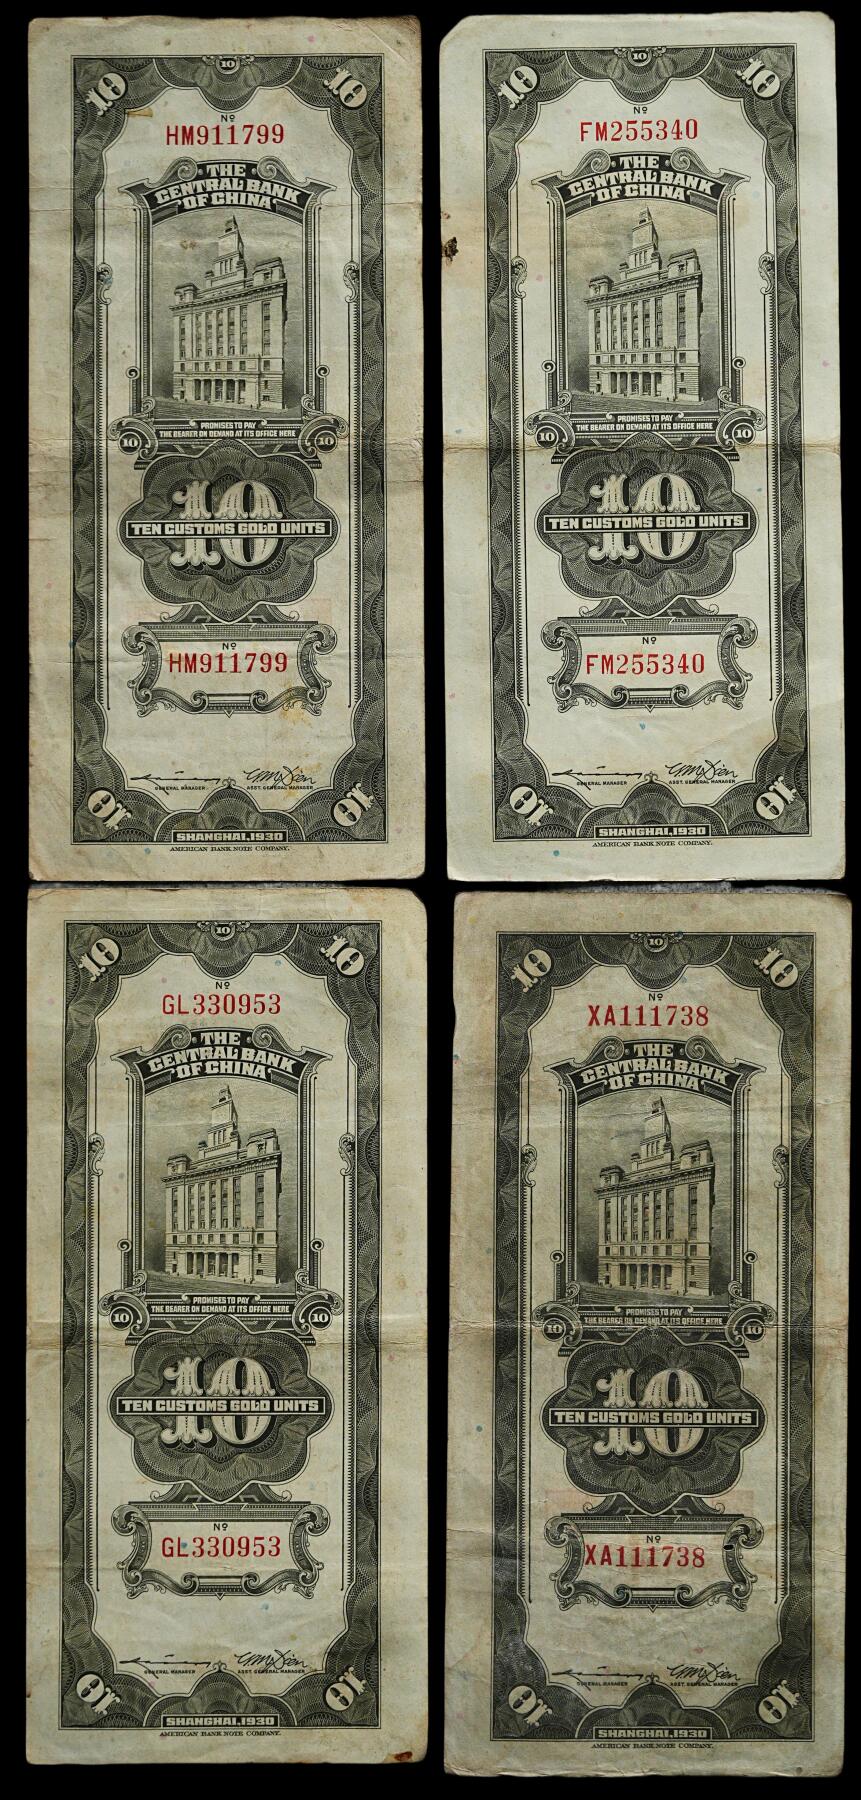 10 10 10
Nº
HM911799
THE
CENTRAL BANK
OF CHINA
PROMISES TO PAY
10 THE BEARER ON DEMAND AT ITS OFFICE HERE 10
10
TEN CUSTOMS GOLD UNITS
Nº
HM911799
GENERAL MANAGER. ASST. GENERAL MANAGER
10 10
SHANGHAI, 1930
AMERICAN BANK NOTE COMPANY.
10 10 10
Nº
FM255340
THE
CENTRAL BANK
OF CHINA
PROMISES TO PAY
10 THE BEARER ON DEMAND AT ITS OFFICE HERE 10
10
TEN CUSTOMS GOLD UNITS
Nº
FM255340
GENERAL MANAGER. ASST. GENERAL MANAGER
10 10
SHANGHAI, 1930
AMERICAN BANK NOTE COMPANY.
10 10 10
Nº
GL330953
THE
CENTRAL BANK
OF CHINA
PROMISES TO PAY
10 THE BEARER ON DEMAND AT ITS OFFICE HERE 10
10
TEN CUSTOMS GOLD UNITS
Nº
GL330953
GENERAL MANAGER ASST. GENERAL MANAGER
10 10
SHANGHAI, 1930
AMERICAN BANK NOTE COMPANY.
10 10 10
Nº
XA111738
THE
CENTRAL BANK
OF CHINA
PROMISES TO PAY
10 THE BEARER ON DEMAND AT ITS OFFICE HERE 10
10
TEN CUSTOMS GOLD UNITS
Nº
XA111738
GENERAL MANAGER ASST. GENERAL MANAGER
10 10
SHANGHAI, 1930
AMERICAN BANK NOTE COMPANY.